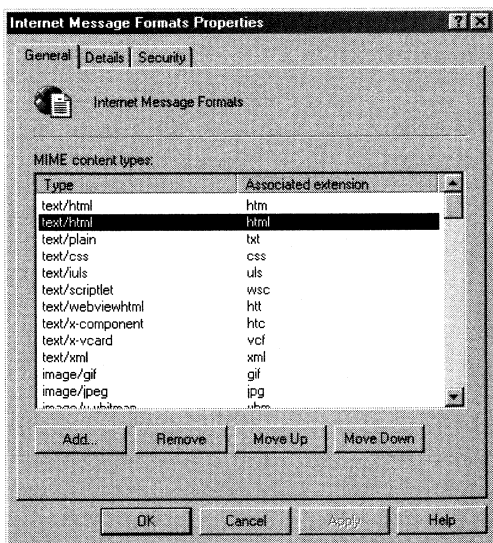 Internet Message Formats Properties
General Details Security
Internet Message Formats
MIME content types:
Type Associated extension
text/html htm
text/html html
text/plain txt
text/css css
text/iuls uls
text/scriptlet wsc
text/webviewhtml htt
text/x-component htc
text/x-vcard vcf
text/xml xml
image/gif gif
image/jpeg jpg
Add... Remove Move Up Move Down
OK Cancel Apply Help